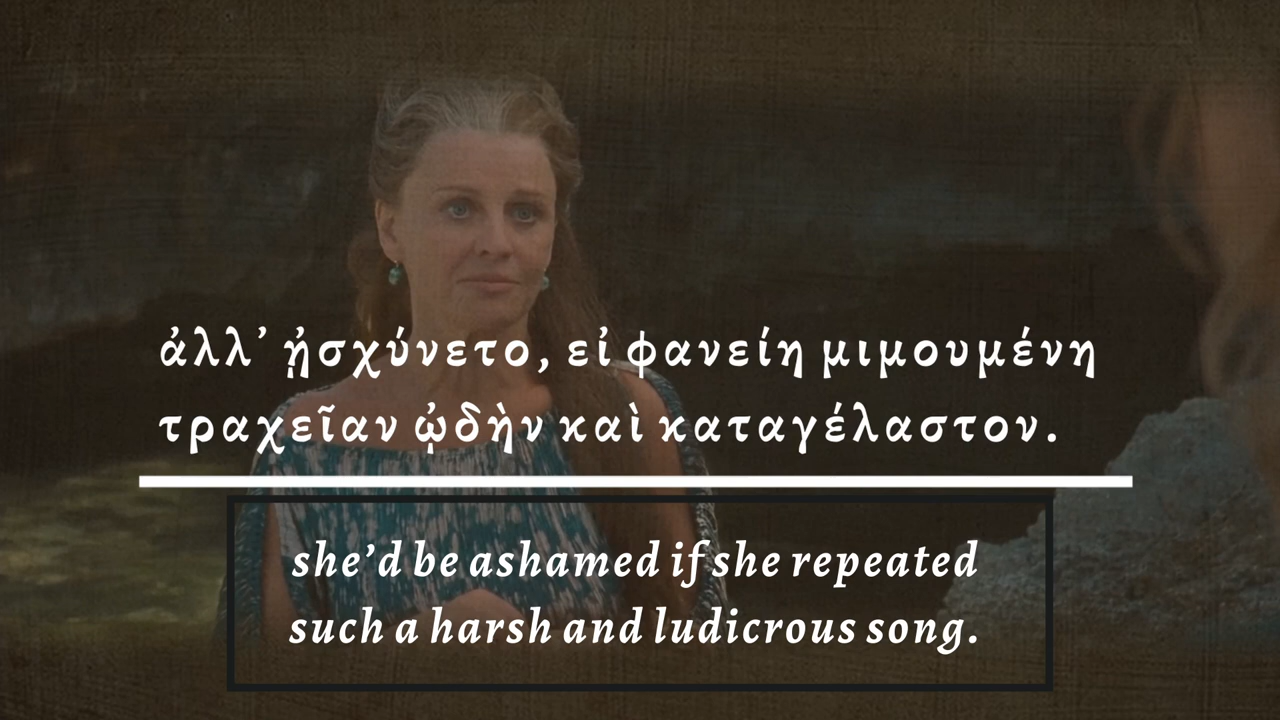 ἀλλ’ ᾐσχύνετο, εἰ φανείη μιμουμένη
τραχεῖαν ᾠδὴν καὶ καταγέλαστον.
she’d be ashamed if she repeated
such a harsh and ludicrous song.